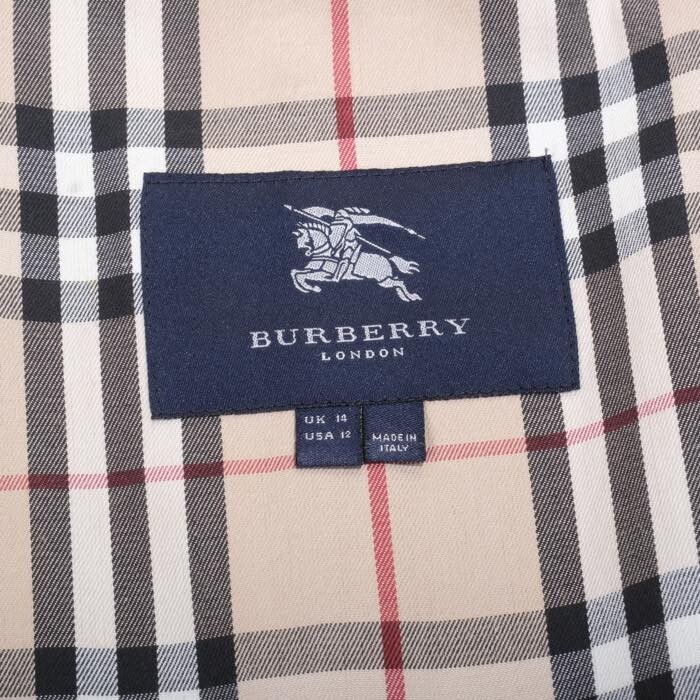 BURBERRY
LONDON
UK 14
USA 12
MADE IN
ITALY